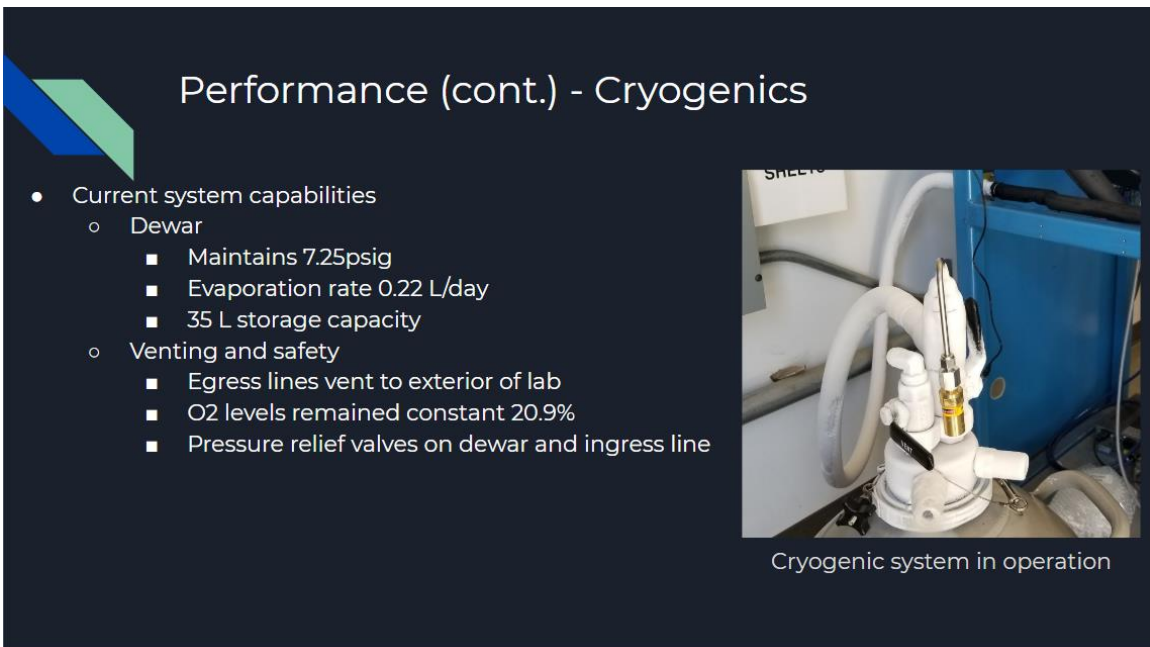 Performance (cont.) - Cryogenics
● Current system capabilities
○ Dewar
■ Maintains 7.25psig
■ Evaporation rate 0.22 L/day
■ 35 L storage capacity
○ Venting and safety
■ Egress lines vent to exterior of lab
■ O2 levels remained constant 20.9%
■ Pressure relief valves on dewar and ingress line
SHEETS
VENT
Cryogenic system in operation